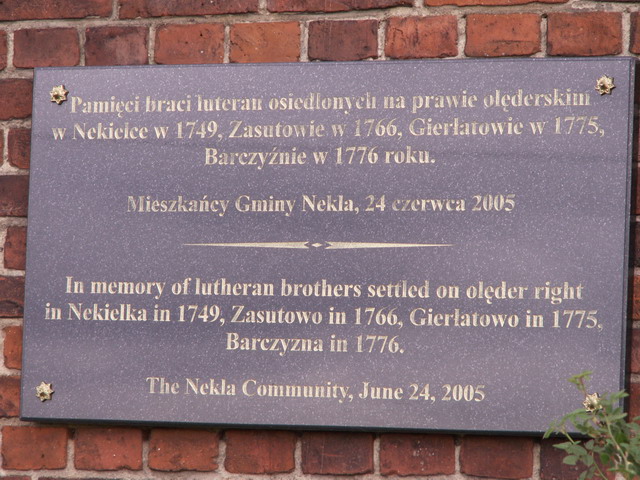 Pamięci braci luteran osiedlonych na prawie olęderskim
w Nekielce w 1749, Zasutowie w 1766, Gierłatowie w 1775,
Barczyźnie w 1776 roku.
Mieszkańcy Gminy Nekla, 24 czerwca 2005
In memory of lutheran brothers settled on olęder right
in Nekielka in 1749, Zasutowo in 1766, Gierłatowo in 1775,
Barczyzna in 1776.
The Nekla Community, June 24, 2005